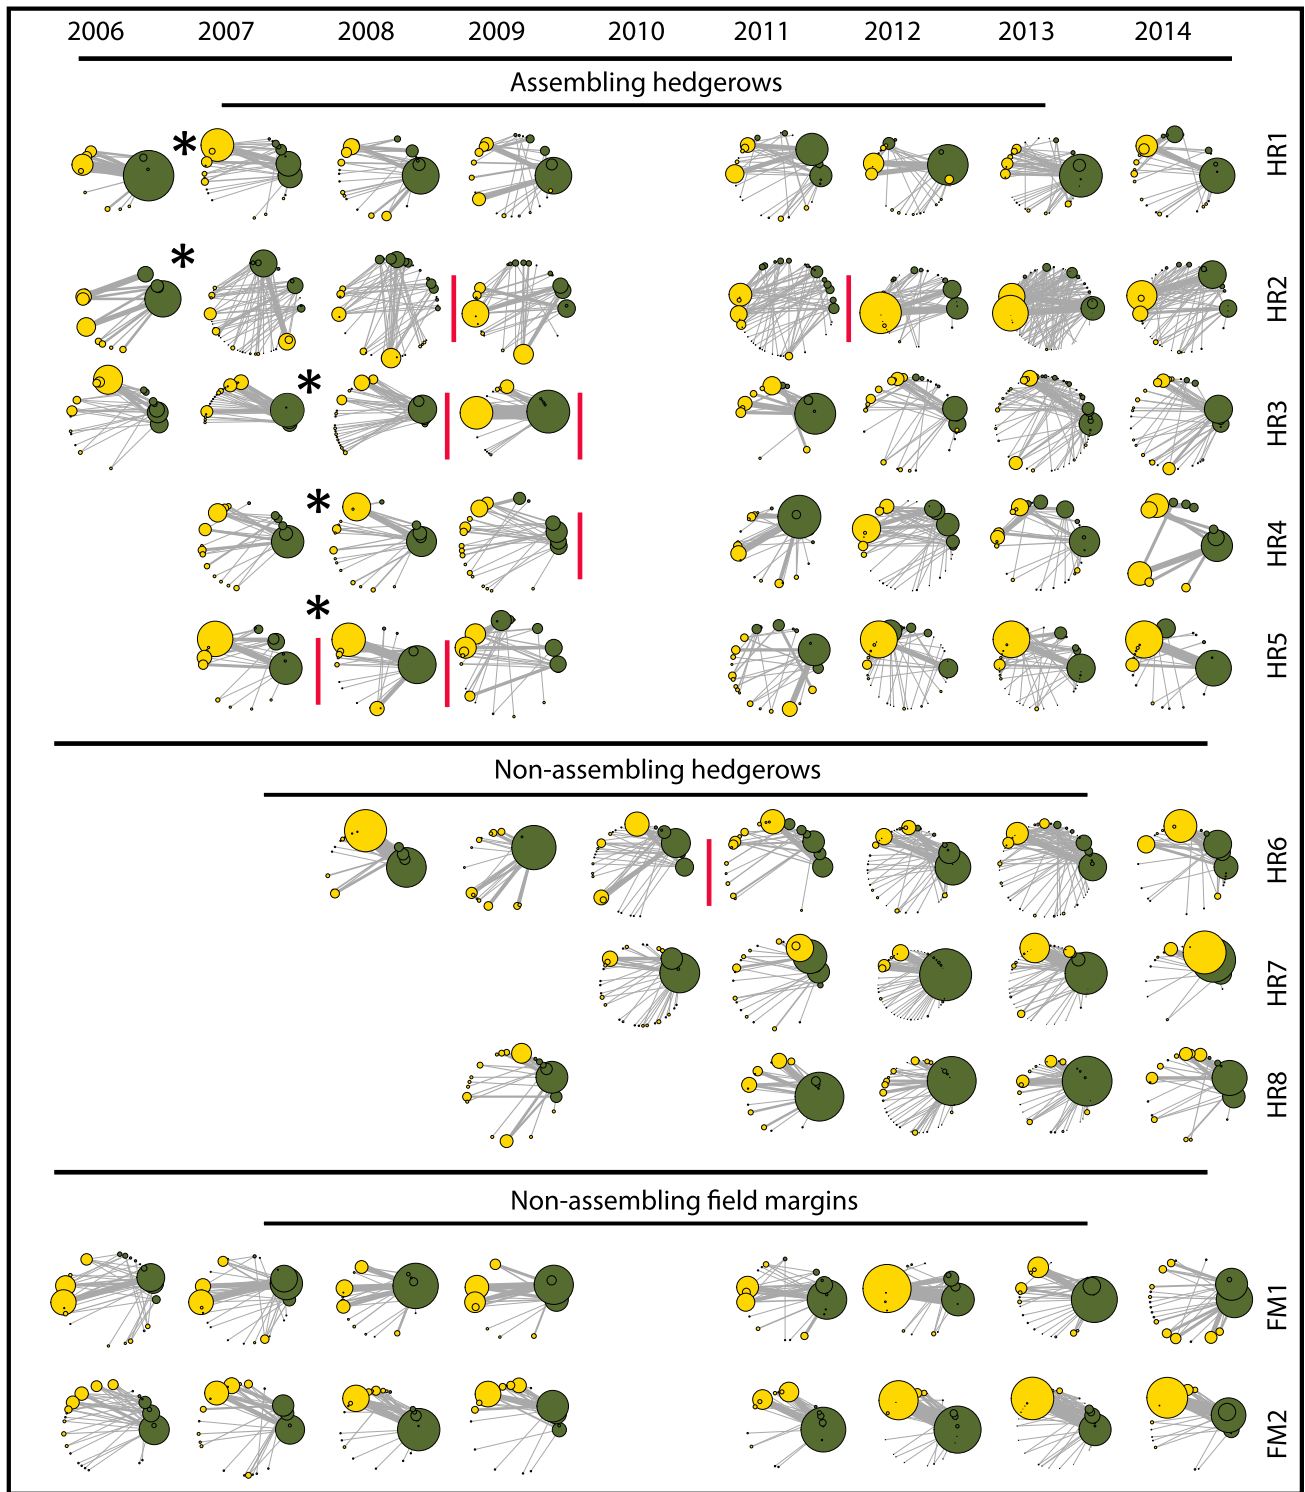 2006 2007 2008 2009 2010 2011 2012 2013 2014
Assembling hedgerows
* HR1
* HR2
* HR3
* HR4
* HR5
Non-assembling hedgerows
HR6
HR7
HR8
Non-assembling field margins
FM1
FM2